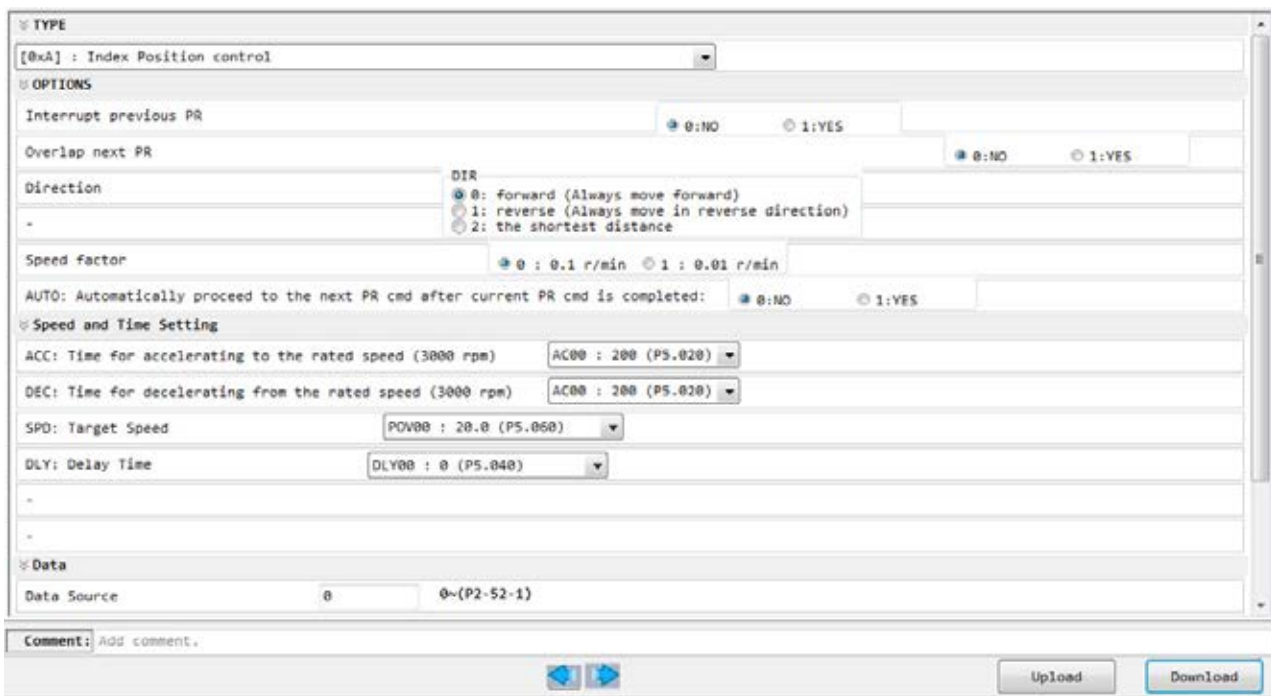 TYPE
[0xA] : Index Position control
OPTIONS
Interrupt previous PR 0:NO 1:YES
Overlap next PR 0:NO 1:YES
Direction
DIR
0: forward (Always move forward)
1: reverse (Always move in reverse direction)
2: the shortest distance
-
Speed factor 0 : 0.1 r/min 1 : 0.01 r/min
AUTO: Automatically proceed to the next PR cmd after current PR cmd is completed: 0:NO 1:YES
Speed and Time Setting
ACC: Time for accelerating to the rated speed (3000 rpm) AC00 : 200 (P5.020)
DEC: Time for decelerating from the rated speed (3000 rpm) AC00 : 200 (P5.020)
SPD: Target Speed POV00 : 20.0 (P5.060)
DLY: Delay Time DLY00 : 0 (P5.040)
-
-
Data
Data Source 0 0~(P2-52-1)
Comment: Add comment.
Upload Download